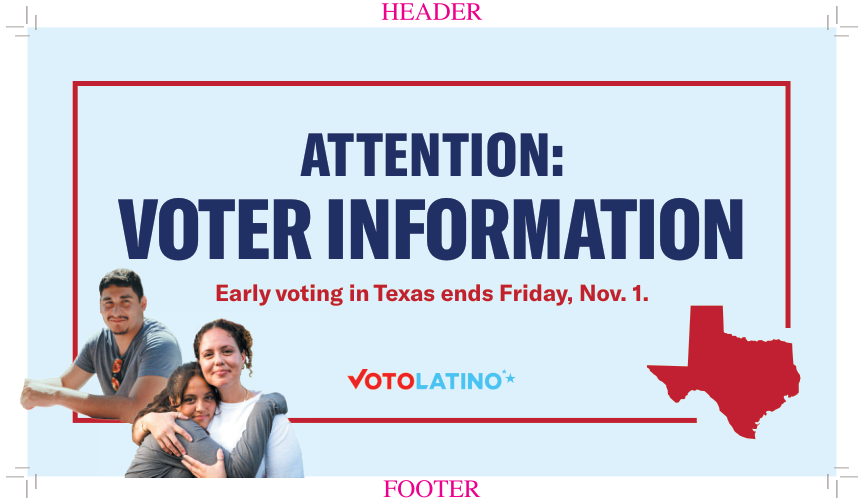 HEADER
ATTENTION:
VOTER INFORMATION
Early voting in Texas ends Friday, Nov. 1.
VOTOLATINO
FOOTER